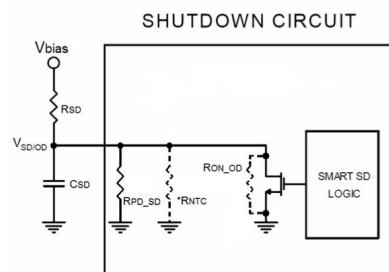 SHUTDOWN CIRCUIT
Vbias
RSD
VSD/OD
CSD
RPD_SD
*RNTC
RON_OD
SMART SD
LOGIC